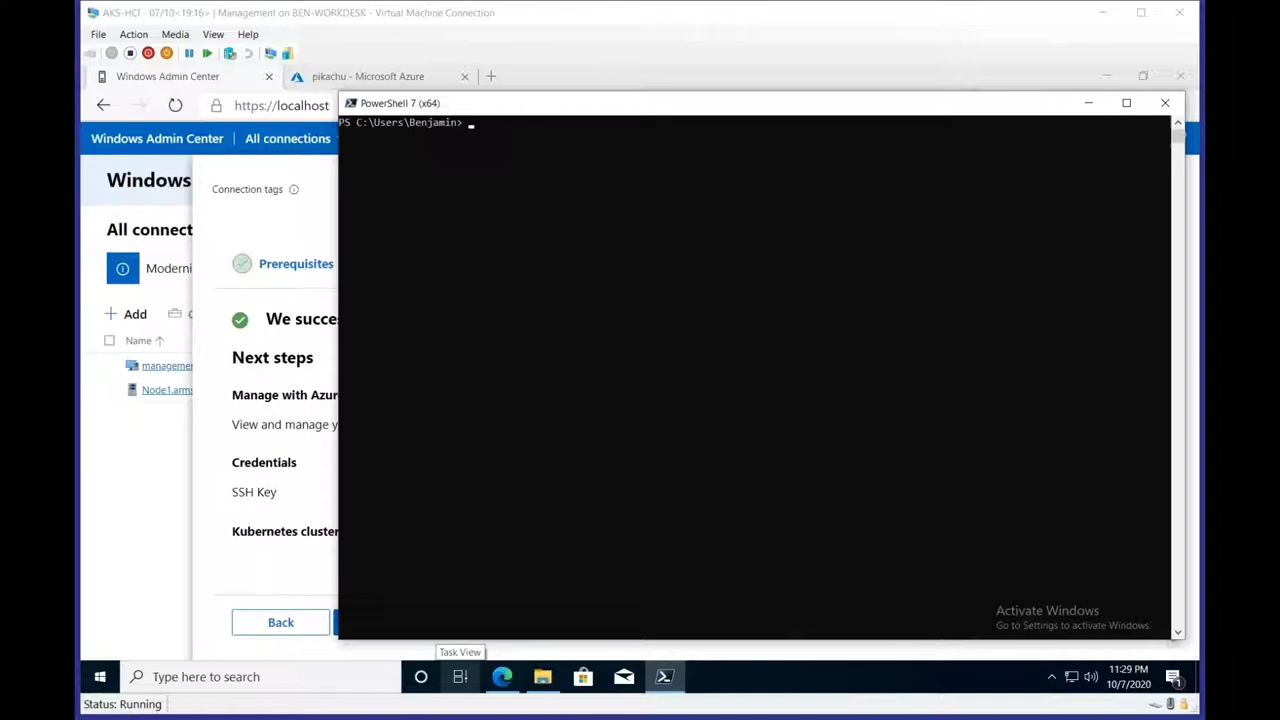 AKS-HCI - 07/10<19:16> | Management on BEN-WORKDESK - Virtual Machine Connection
File Action Media View Help
Windows Admin Center
pikachu - Microsoft Azure
https://localhost
PowerShell 7 (x64)
PS C:\Users\Benjamin>
Windows Admin Center
All connections
Windows
Connection tags
All connect
Moderni
Prerequisites
Add
We succe
Name
Next steps
manageme
Node1.arms
Manage with Azur
View and manage y
Credentials
SSH Key
Kubernetes cluster
Back
Activate Windows
Go to Settings to activate Windows.
Task View
Type here to search
11:29 PM
10/7/2020
1
Status: Running